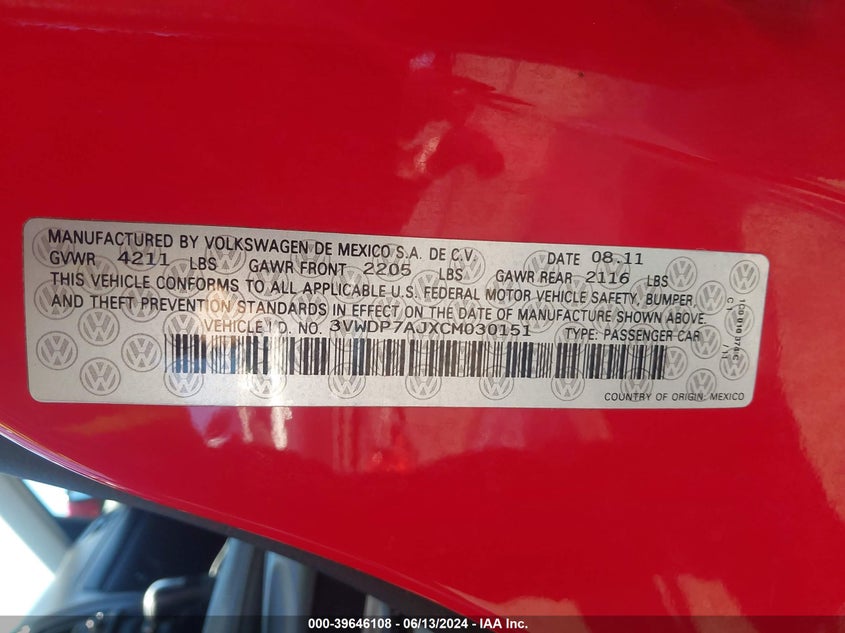 MANUFACTURED BY VOLKSWAGEN DE MEXICO S.A. DE C.V. DATE 08.11
GVWR 4211 LBS GAWR FRONT 2205 LBS GAWR REAR 2116 LBS
THIS VEHICLE CONFORMS TO ALL APPLICABLE U.S. FEDERAL MOTOR VEHICLE SAFETY, BUMPER,
AND THEFT PREVENTION STANDARDS IN EFFECT ON THE DATE OF MANUFACTURE SHOWN ABOVE.
VEHICLE I.D. NO. 3VWDP7AJXCM030151 TYPE: PASSENGER CAR
COUNTRY OF ORIGIN: MEXICO
000-39646108 - 06/13/2024 - IAA Inc.